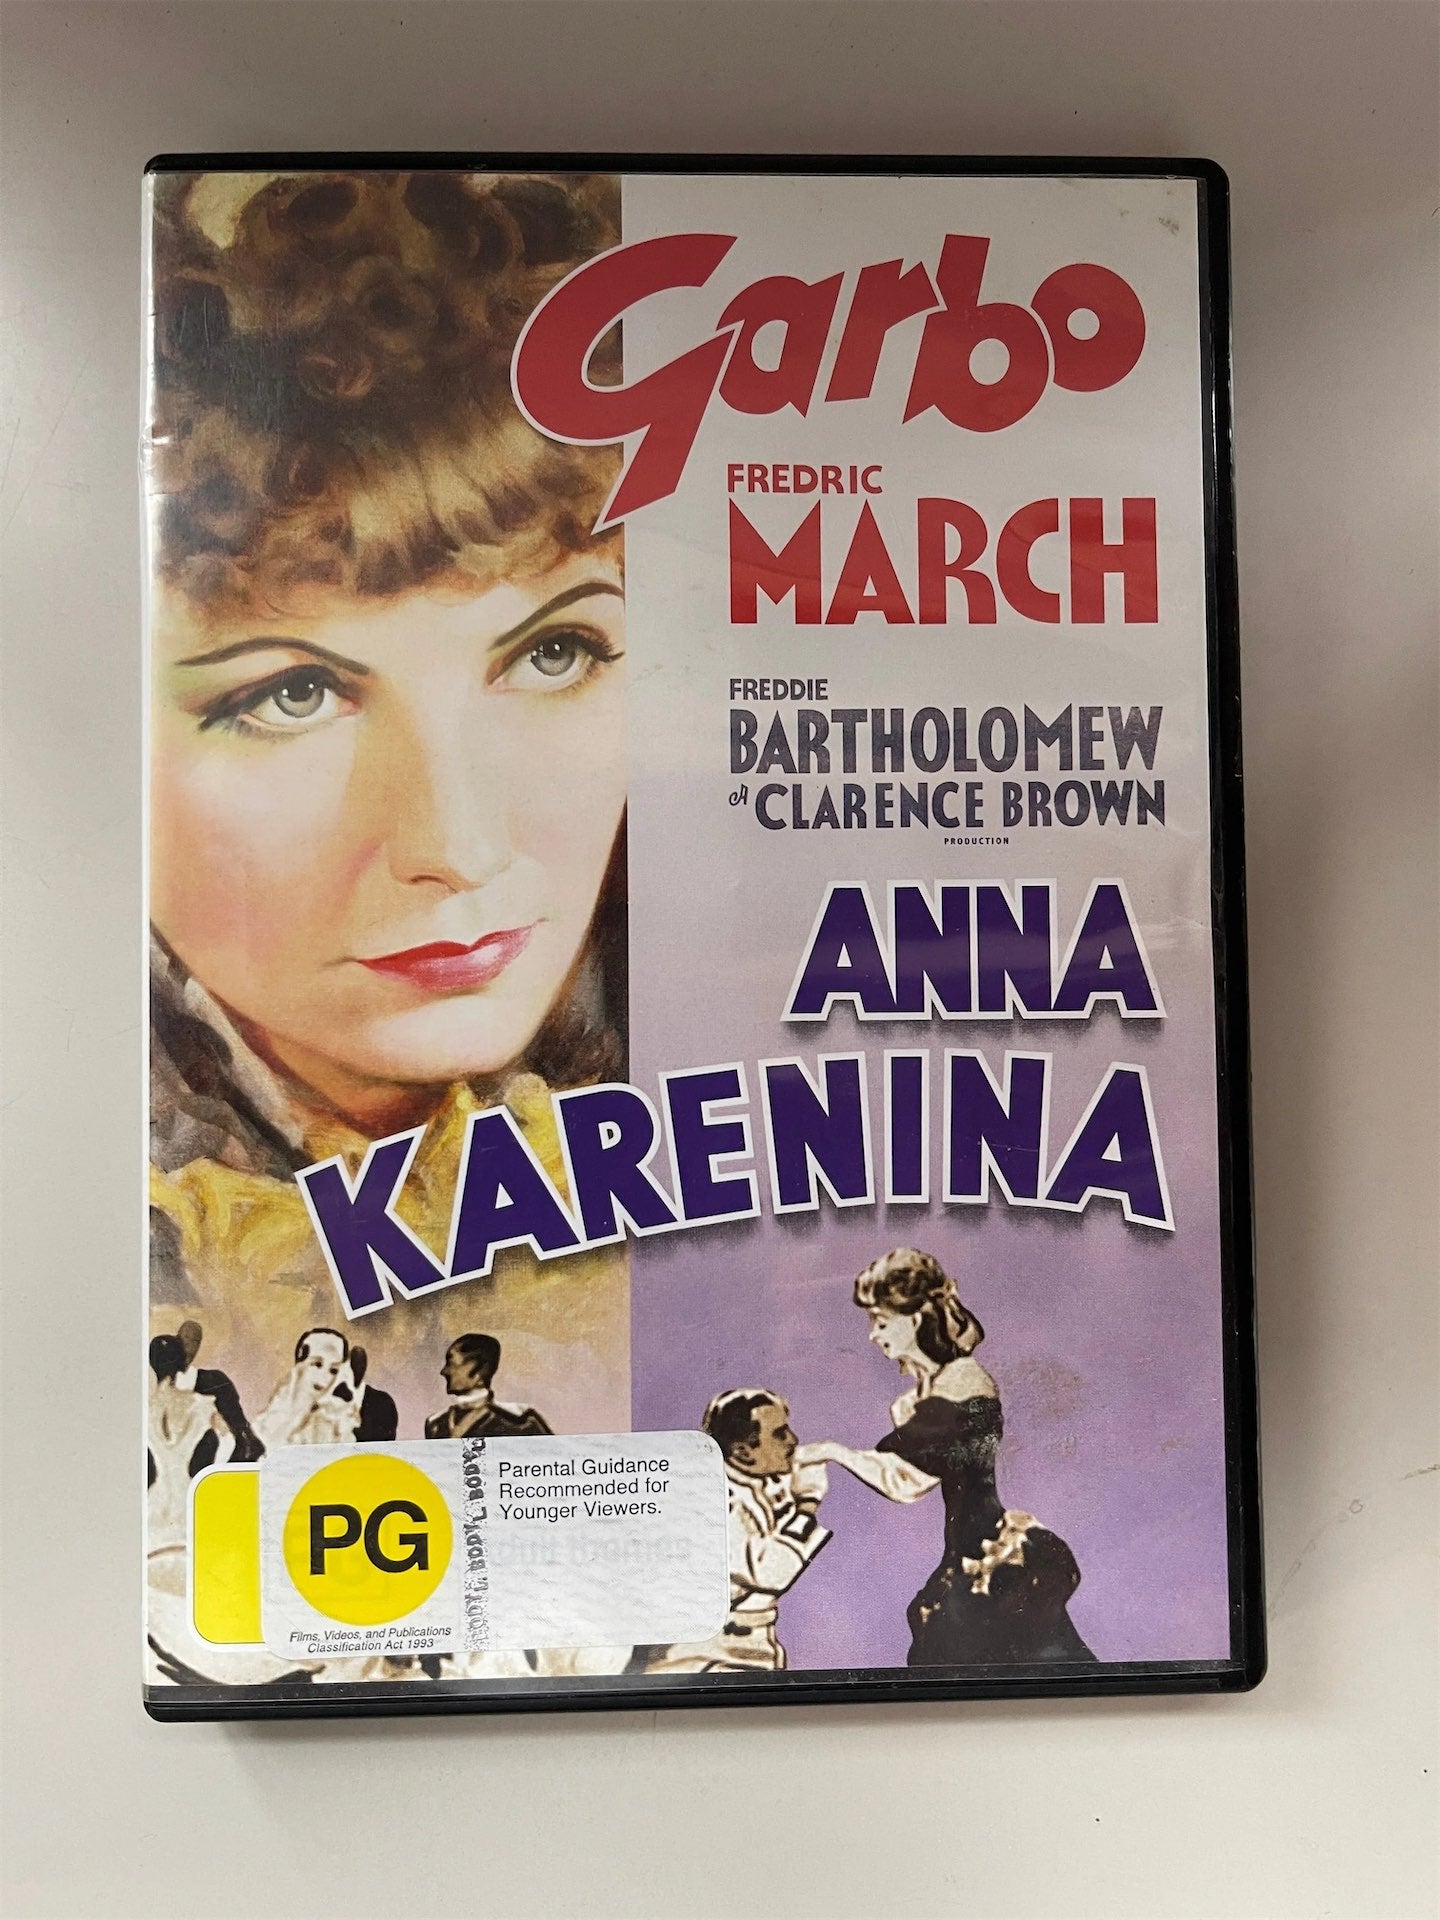 Garbo
FREDRIC
MARCH
FREDDIE
BARTHOLOMEW
A CLARENCE BROWN
PRODUCTION
ANNA
KARENINA
PG
Parental Guidance
Recommended for
Younger Viewers.
Films, Videos, and Publications
Classification Act 1993